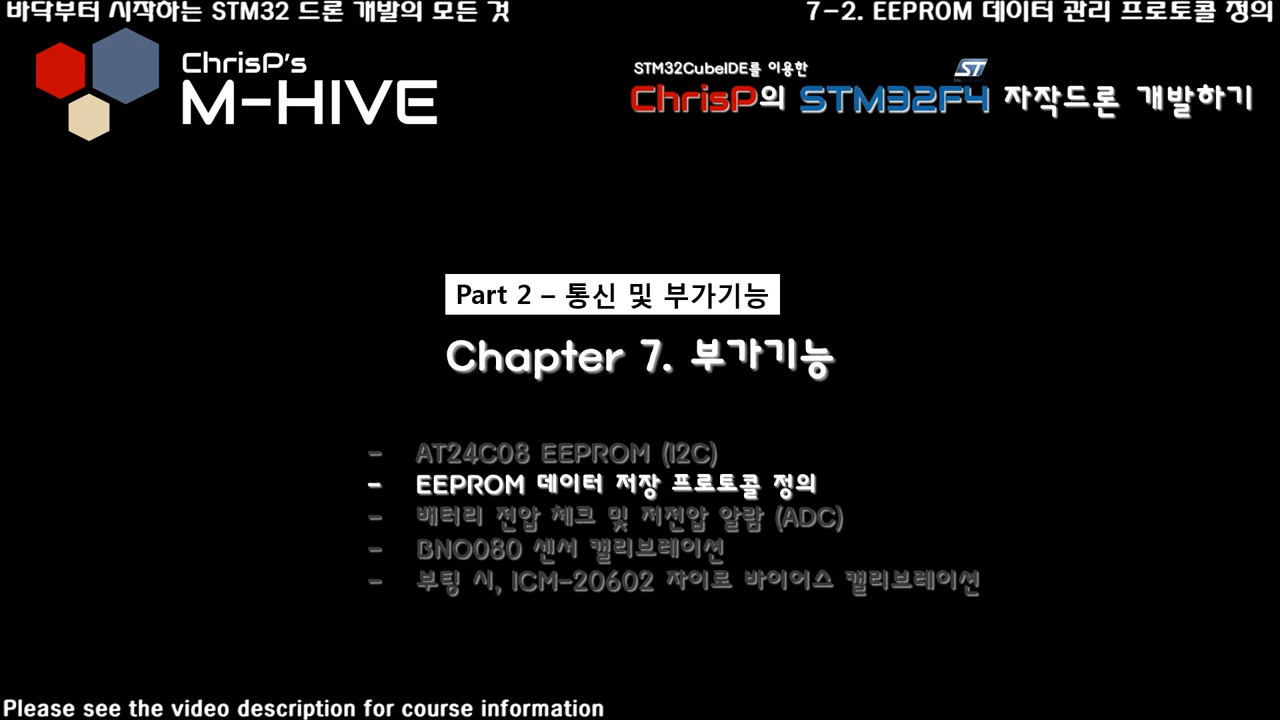 바닥부터 시작하는 STM32 드론 개발의 모든 것
7-2. EEPROM 데이터 관리 프로토콜 정의
ChrisP's
M-HIVE
STM32CubeIDE를 이용한
ST
ChrisP의 STM32F4 자작드론 개발하기
Part 2 – 통신 및 부가기능
Chapter 7. 부가기능
- AT24C08 EEPROM (I2C)
- EEPROM 데이터 저장 프로토콜 정의
- 배터리 전압 체크 및 저전압 알람 (ADC)
- BNO080 센서 캘리브레이션
- 부팅 시, ICM-20602 자이로 바이어스 캘리브레이션
Please see the video description for course information